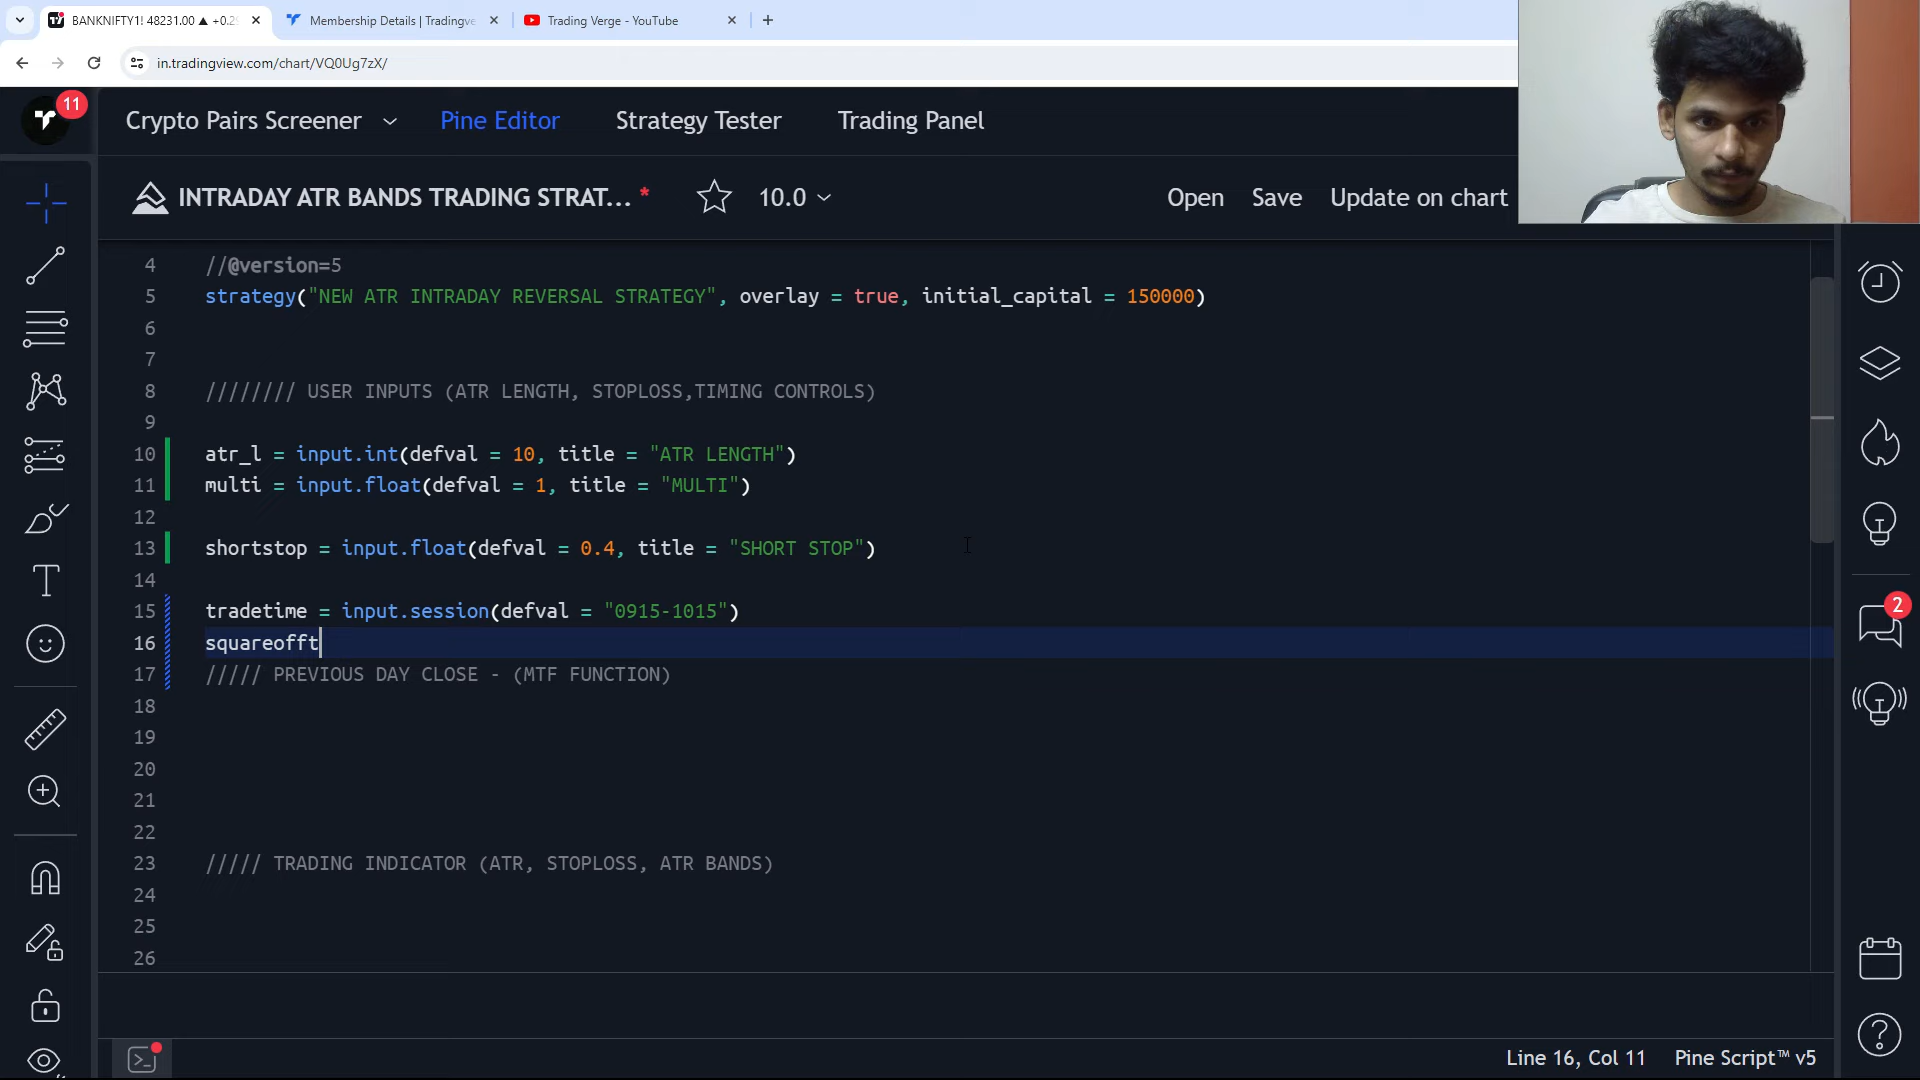 BANKNIFTY1! 48231.00 ▲ +0.2
Membership Details | Tradingve
Trading Verge - YouTube
in.tradingview.com/chart/VQ0Ug7zX/
11
Crypto Pairs Screener
Pine Editor
Strategy Tester
Trading Panel
INTRADAY ATR BANDS TRADING STRAT... *
10.0
Open
Save
Update on chart
4 //@version=5
5 strategy("NEW ATR INTRADAY REVERSAL STRATEGY", overlay = true, initial_capital = 150000)
6
7
8 //////// USER INPUTS (ATR LENGTH, STOPLOSS,TIMING CONTROLS)
9
10 atr_l = input.int(defval = 10, title = "ATR LENGTH")
11 multi = input.float(defval = 1, title = "MULTI")
12
13 shortstop = input.float(defval = 0.4, title = "SHORT STOP")
14
15 tradetime = input.session(defval = "0915-1015")
16 squareofft
17 ///// PREVIOUS DAY CLOSE - (MTF FUNCTION)
18
19
20
21
22
23 ///// TRADING INDICATOR (ATR, STOPLOSS, ATR BANDS)
24
25
26
2
Line 16, Col 11
Pine Script™ v5